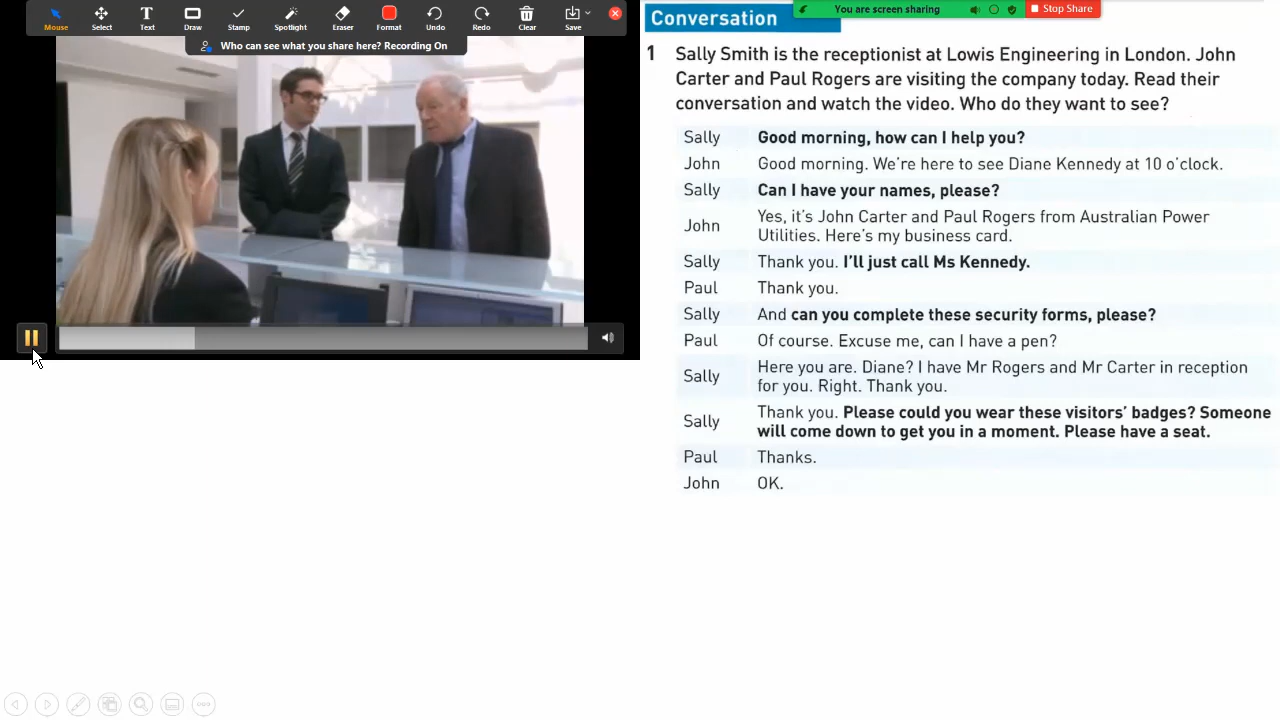 Mouse Select Text Draw Stamp Spotlight Eraser Format Undo Redo Clear Save
Who can see what you share here? Recording On
You are screen sharing
Stop Share
Conversation
1 Sally Smith is the receptionist at Lowis Engineering in London. John
Carter and Paul Rogers are visiting the company today. Read their
conversation and watch the video. Who do they want to see?
Sally Good morning, how can I help you?
John Good morning. We're here to see Diane Kennedy at 10 o'clock.
Sally Can I have your names, please?
John Yes, it's John Carter and Paul Rogers from Australian Power
Utilities. Here's my business card.
Sally Thank you. I'll just call Ms Kennedy.
Paul Thank you.
Sally And can you complete these security forms, please?
Paul Of course. Excuse me, can I have a pen?
Sally Here you are. Diane? I have Mr Rogers and Mr Carter in reception
for you. Right. Thank you.
Sally Thank you. Please could you wear these visitors' badges? Someone
will come down to get you in a moment. Please have a seat.
Paul Thanks.
John OK.